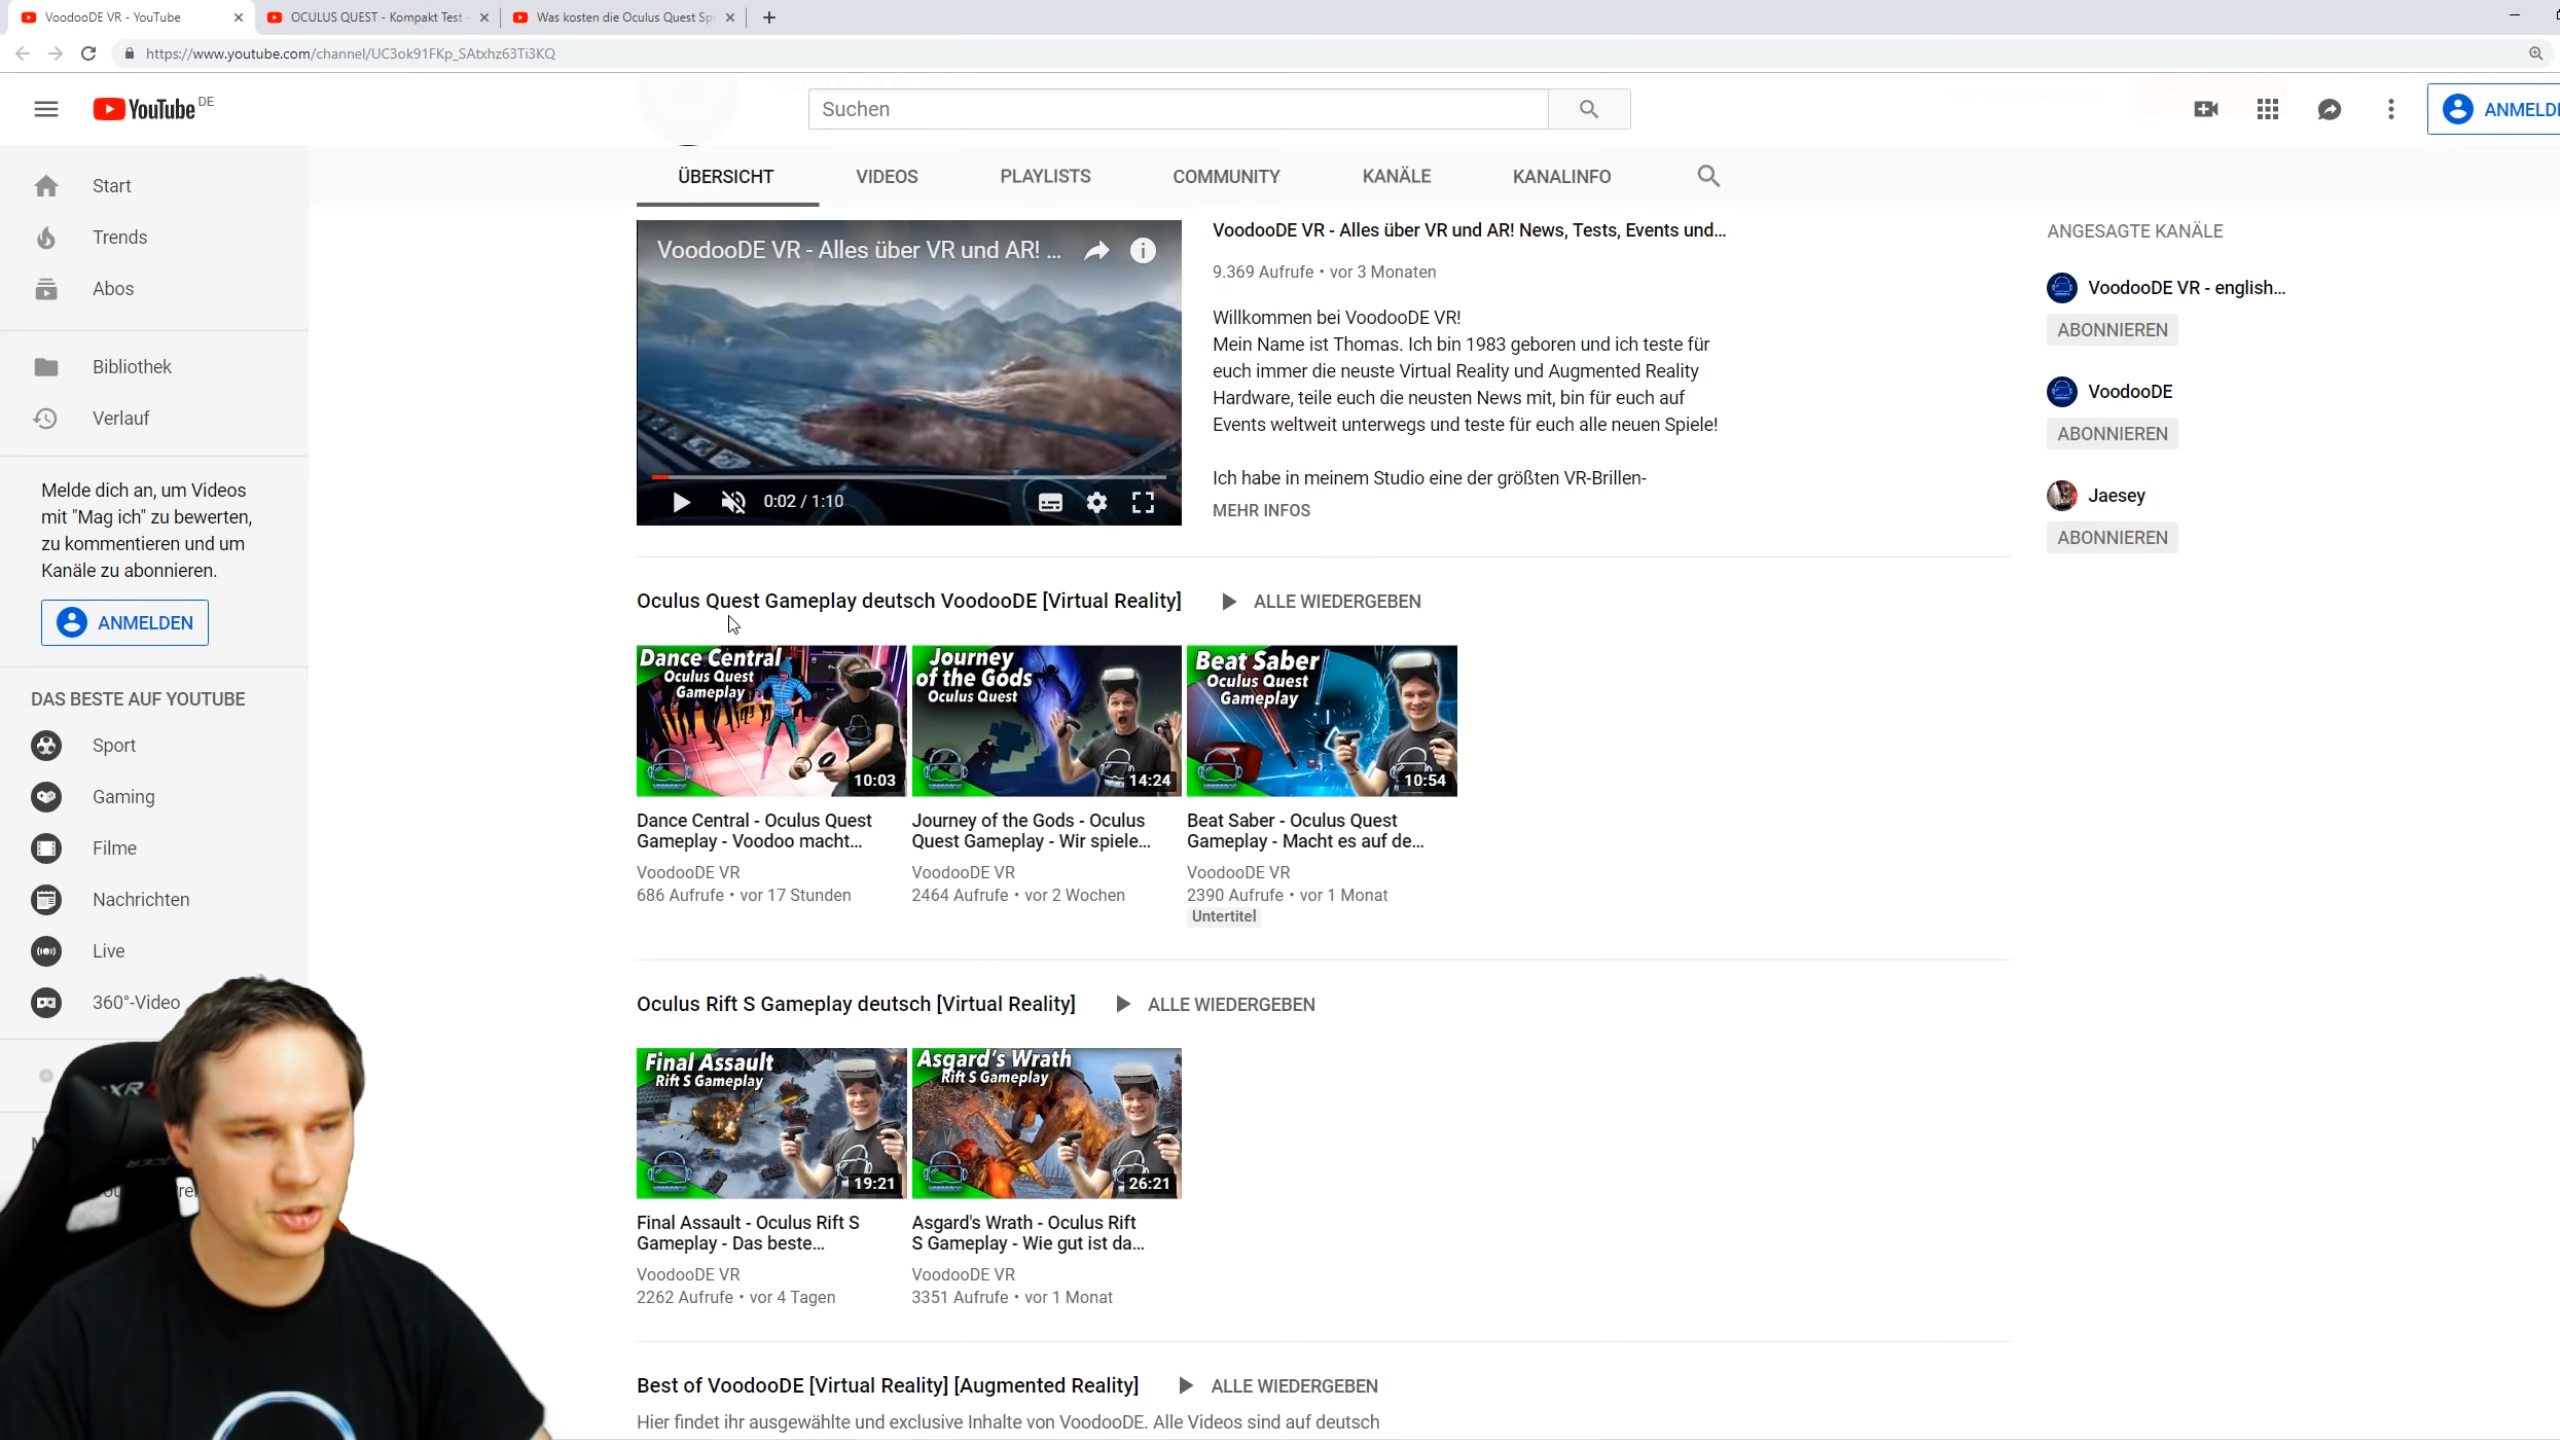 VoodooDE VR - YouTube
OCULUS QUEST - Kompakt Test -
Was kosten die Oculus Quest Sp
https://www.youtube.com/channel/UC3ok91FKp_SAtxhz63Ti3KQ
YouTube DE
Suchen
ANMELDE
ÜBERSICHT
VIDEOS
PLAYLISTS
COMMUNITY
KANÄLE
KANALINFO
Start
Trends
Abos
Bibliothek
Verlauf
Melde dich an, um Videos
mit "Mag ich" zu bewerten,
zu kommentieren und um
Kanäle zu abonnieren.
ANMELDEN
DAS BESTE AUF YOUTUBE
Sport
Gaming
Filme
Nachrichten
Live
360°-Video
VoodooDE VR - Alles über VR und AR! ...
0:02 / 1:10
VoodooDE VR - Alles über VR und AR! News, Tests, Events und...
9.369 Aufrufe • vor 3 Monaten
Willkommen bei VoodooDE VR!
Mein Name ist Thomas. Ich bin 1983 geboren und ich teste für
euch immer die neuste Virtual Reality und Augmented Reality
Hardware, teile euch die neusten News mit, bin für euch auf
Events weltweit unterwegs und teste für euch alle neuen Spiele!
Ich habe in meinem Studio eine der größten VR-Brillen-
MEHR INFOS
ANGESAGTE KANÄLE
VoodooDE VR - english...
ABONNIEREN
VoodooDE
ABONNIEREN
Jaesey
ABONNIEREN
Oculus Quest Gameplay deutsch VoodooDE [Virtual Reality]
ALLE WIEDERGEBEN
Dance Central
Oculus Quest
Gameplay
10:03
Dance Central - Oculus Quest
Gameplay - Voodoo macht...
VoodooDE VR
686 Aufrufe • vor 17 Stunden
Journey
of the Gods
Oculus Quest
14:24
Journey of the Gods - Oculus
Quest Gameplay - Wir spiele...
VoodooDE VR
2464 Aufrufe • vor 2 Wochen
Beat Saber
Oculus Quest
Gameplay
10:54
Beat Saber - Oculus Quest
Gameplay - Macht es auf de...
VoodooDE VR
2390 Aufrufe • vor 1 Monat
Untertitel
Oculus Rift S Gameplay deutsch [Virtual Reality]
ALLE WIEDERGEBEN
Final Assault
Rift S Gameplay
19:21
Final Assault - Oculus Rift S
Gameplay - Das beste...
VoodooDE VR
2262 Aufrufe • vor 4 Tagen
Asgard's Wrath
Rift S Gameplay
26:21
Asgard's Wrath - Oculus Rift
S Gameplay - Wie gut ist da...
VoodooDE VR
3351 Aufrufe • vor 1 Monat
Best of VoodooDE [Virtual Reality] [Augmented Reality]
ALLE WIEDERGEBEN
Hier findet ihr ausgewählte und exclusive Inhalte von VoodooDE. Alle Videos sind auf deutsch